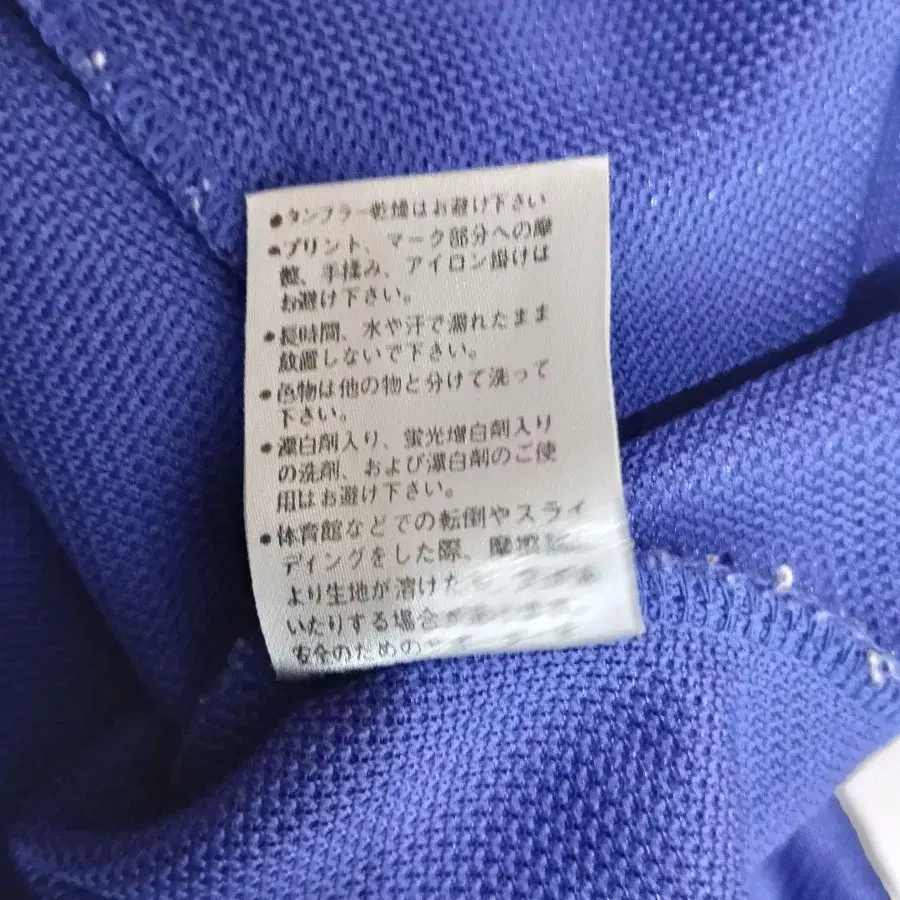 ●タンブラー乾燥はお避け下さい
●プリント、マーク部分への摩
擦、手揉み、アイロン掛けは
お避け下さい。
●長時間、水や汗で濡れたまま
放置しないで下さい。
●色物は他の物と分けて洗って
下さい。
●漂白剤入り、蛍光増白剤入り
の洗剤、および漂白剤のご使
用はお避け下さい。
●体育館などでの転倒やスライ
ディングをした際、摩擦
より生地が溶けた
いたりする場合が
安全のための